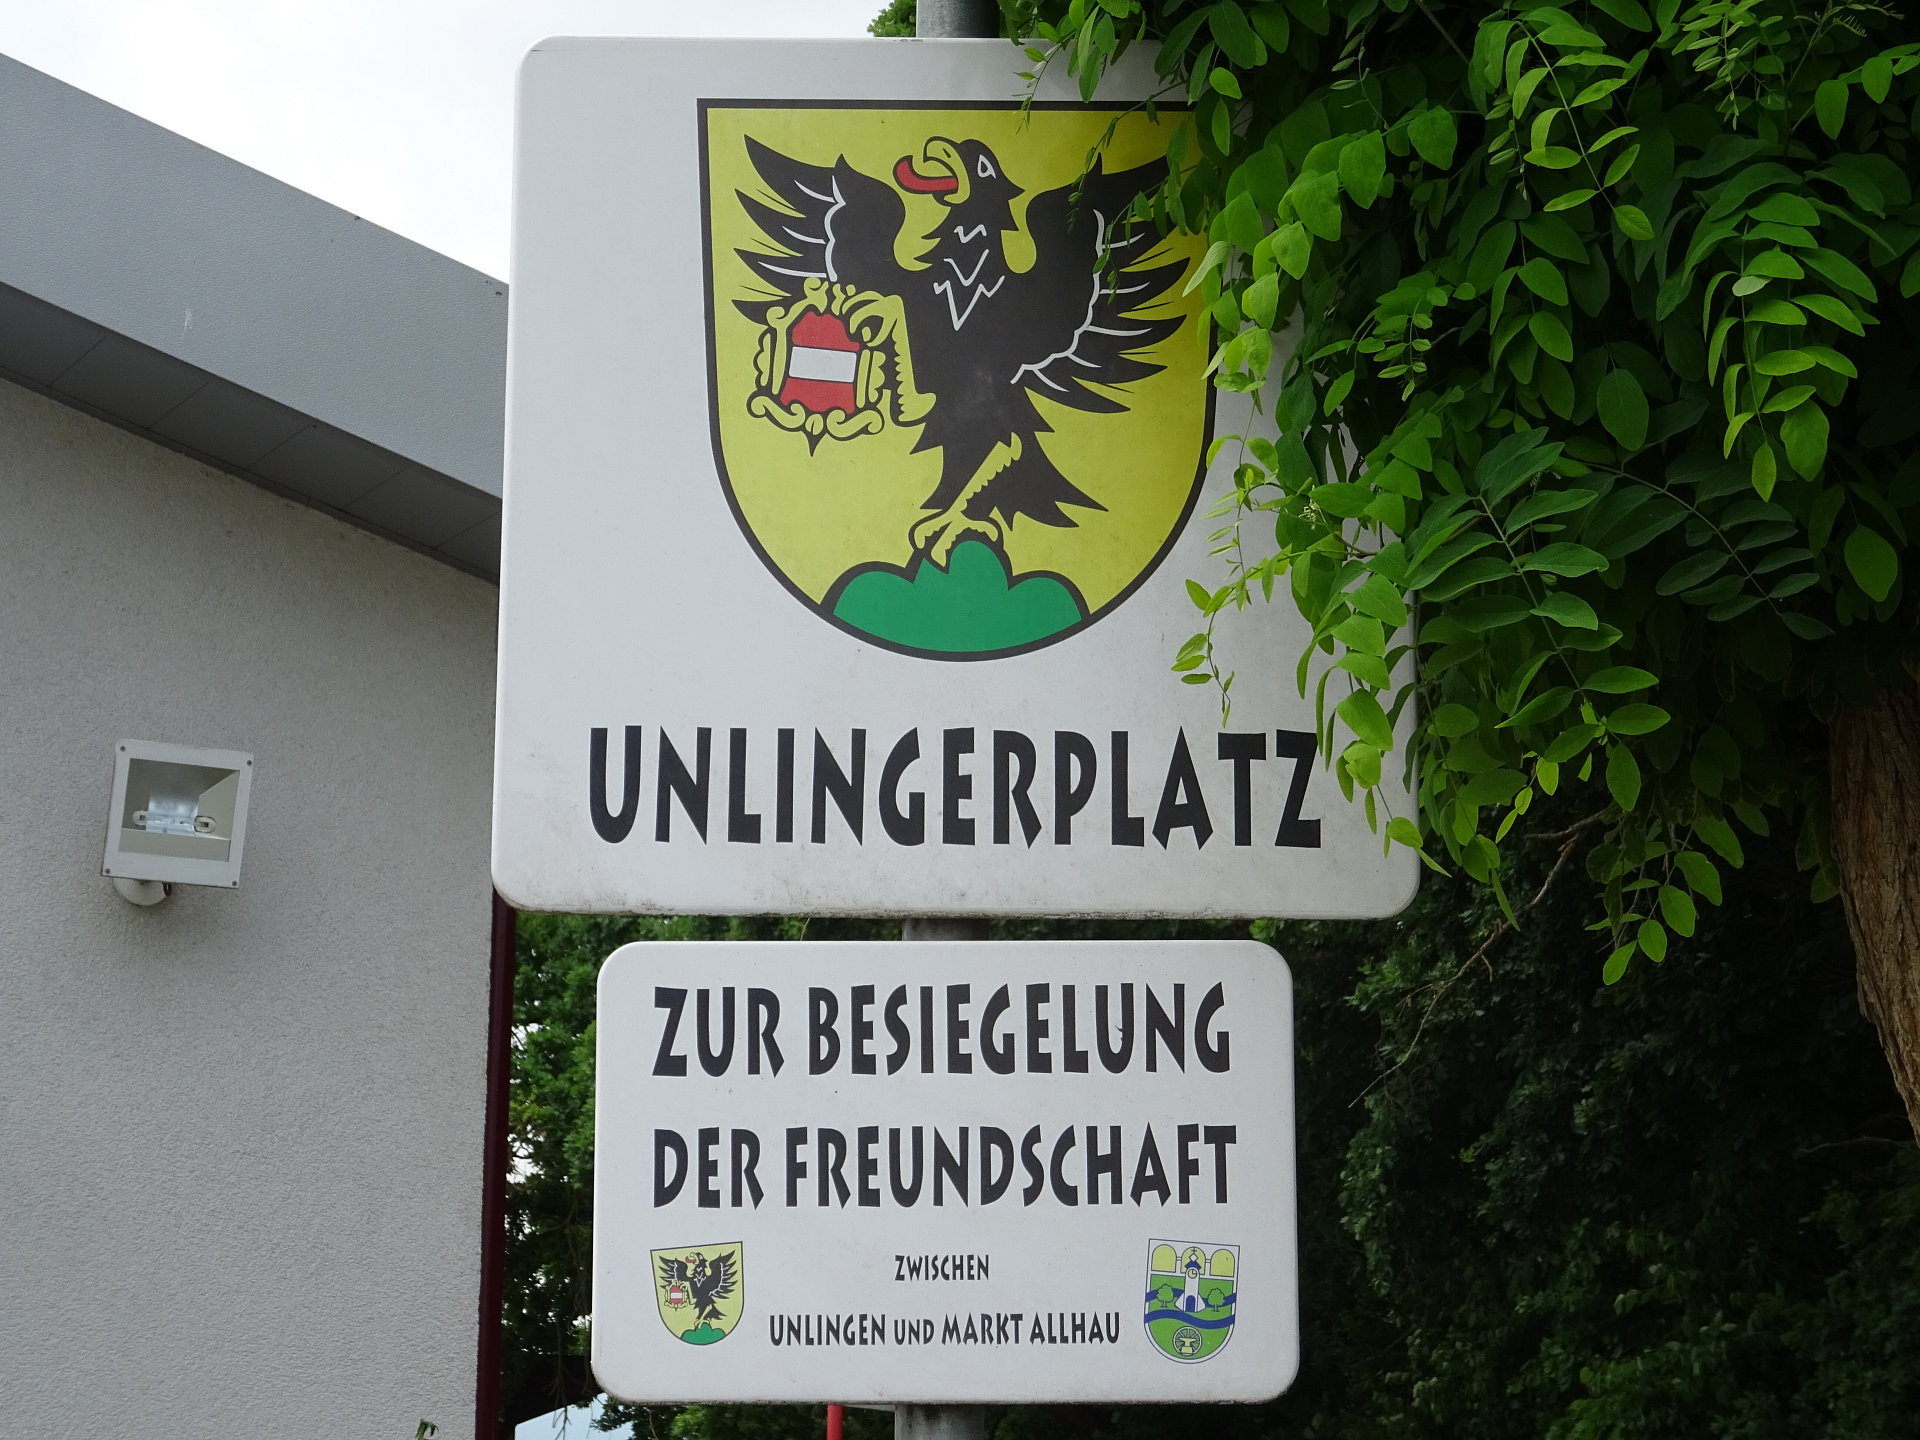 UNLINGERPLATZ
ZUR BESIEGELUNG
DER FREUNDSCHAFT
ZWISCHEN
UNLINGEN UND MARKT ALLHAU